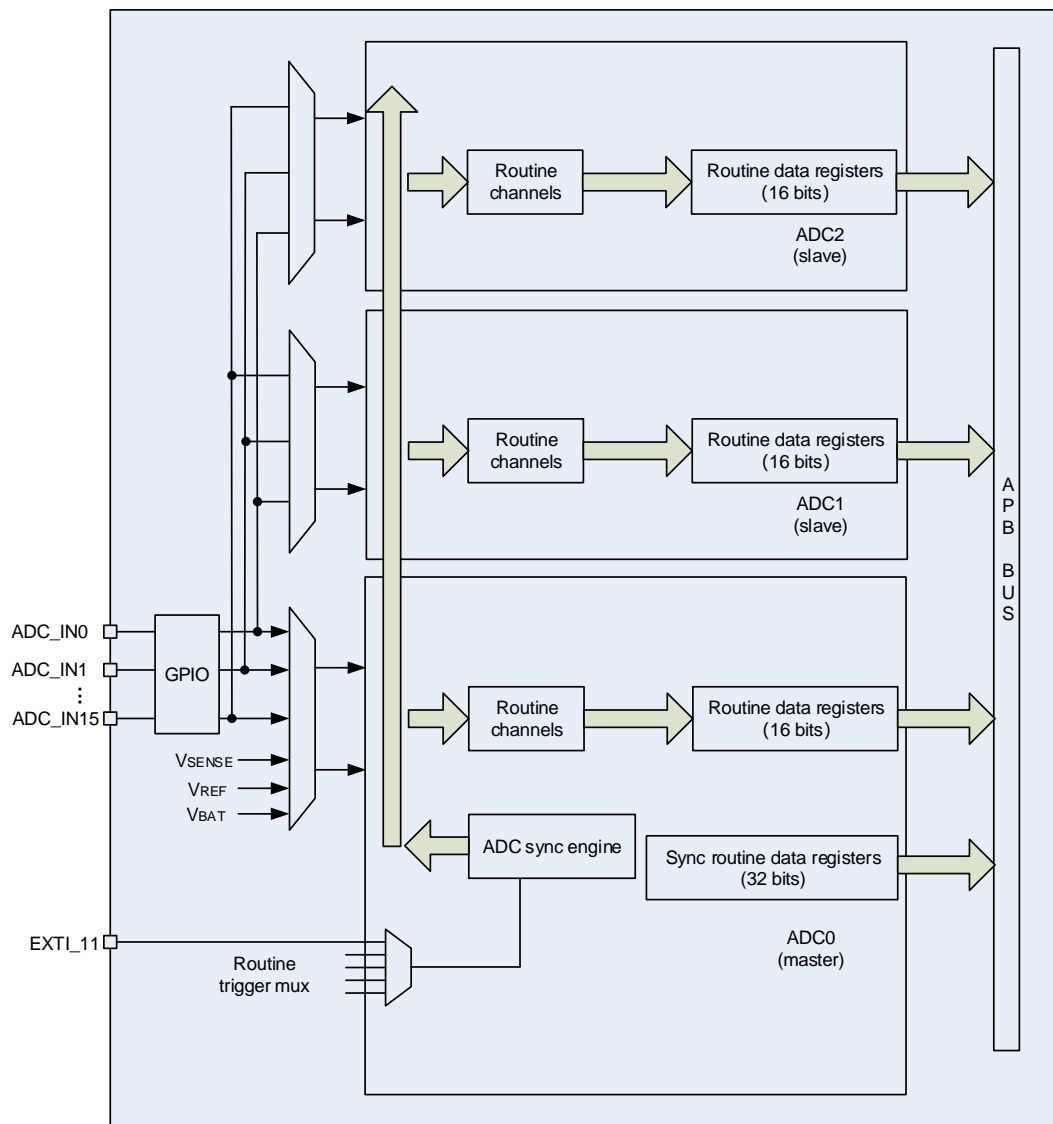 Routine
channels
Routine data registers
(16 bits)
ADC2
(slave)
Routine
channels
Routine data registers
(16 bits)
ADC1
(slave)
APB BUS
ADC_IN0
ADC_IN1
⋮
ADC_IN15
GPIO
VSENSE
VREF
VBAT
Routine
channels
Routine data registers
(16 bits)
ADC sync engine
Sync routine data registers
(32 bits)
EXTI_11
Routine
trigger mux
ADC0
(master)